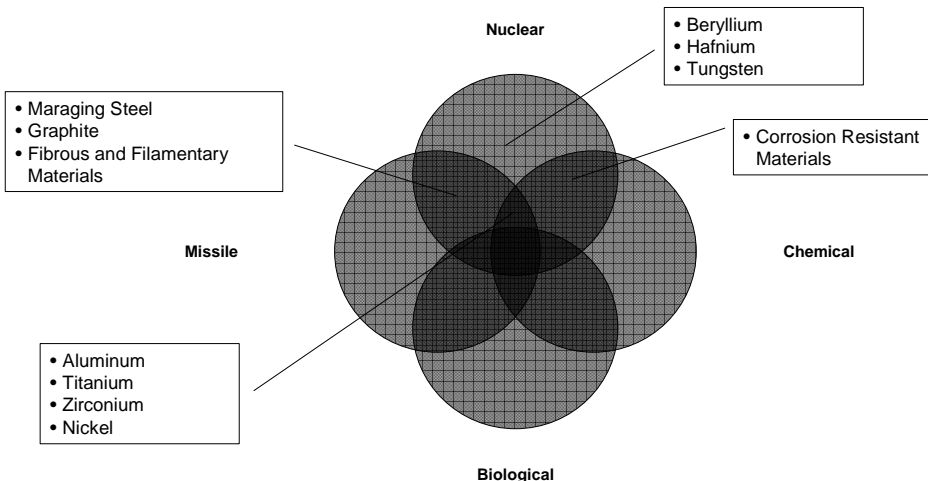 Nuclear
• Beryllium
• Hafnium
• Tungsten
• Maraging Steel
• Graphite
• Fibrous and Filamentary
Materials
• Corrosion Resistant
Materials
Missile
Chemical
• Aluminum
• Titanium
• Zirconium
• Nickel
Biological